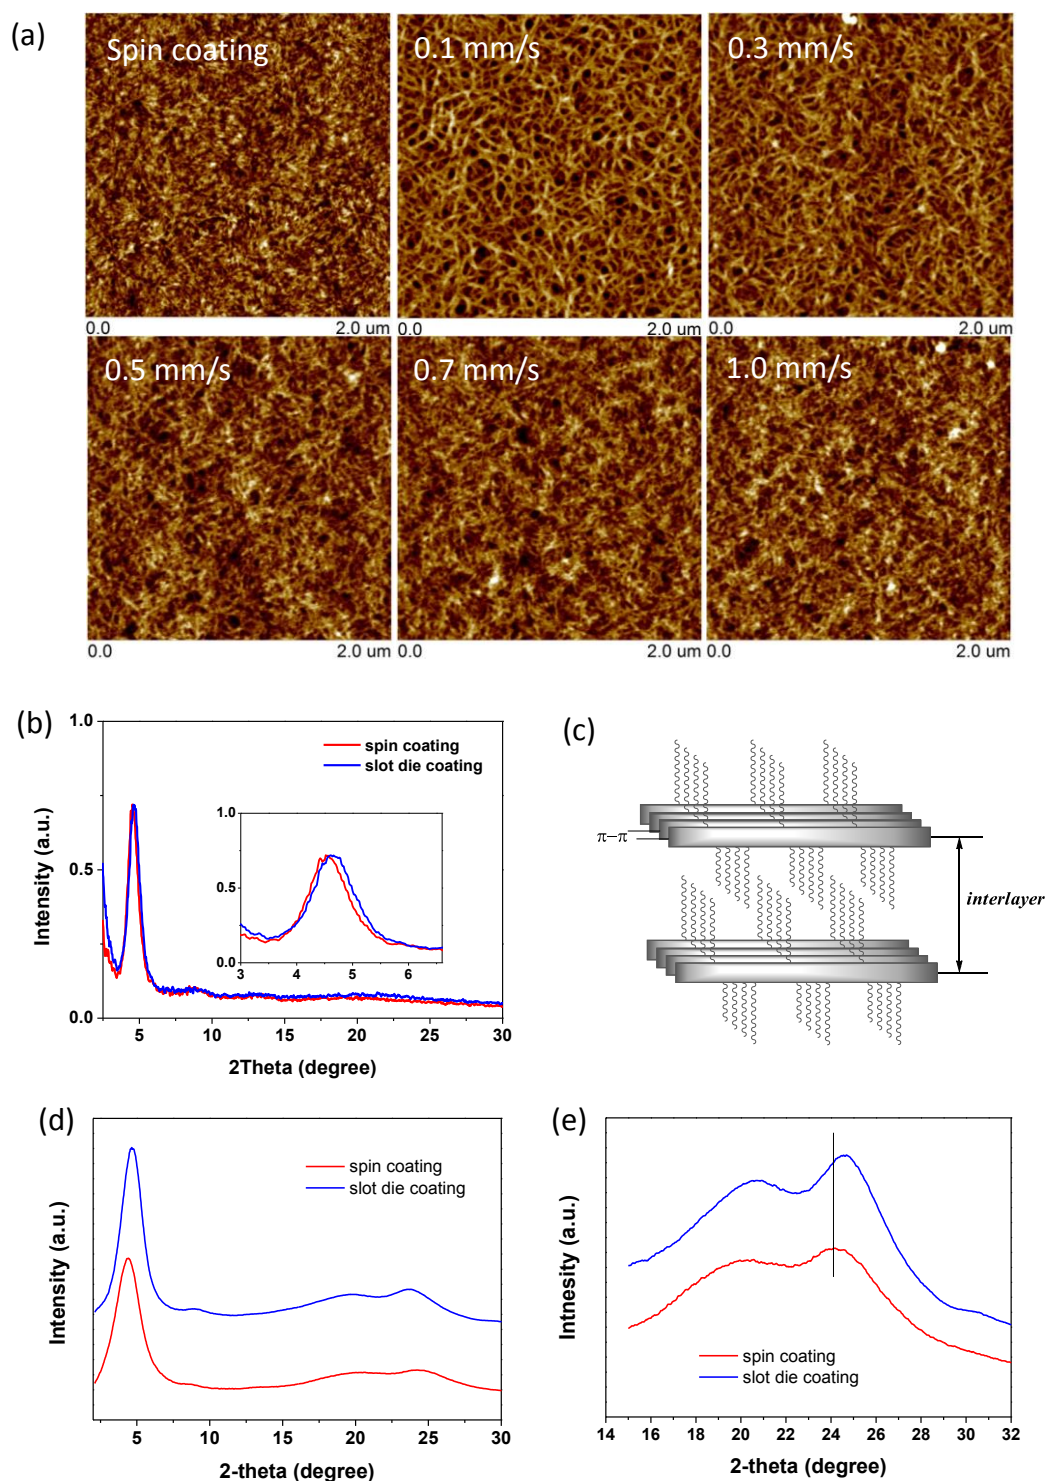 (a)
Spin coating
0.1 mm/s
0.3 mm/s
0.0
2.0 um
0.0
2.0 um
0.0
2.0 um
0.5 mm/s
0.7 mm/s
1.0 mm/s
0.0
2.0 um
0.0
2.0 um
0.0
2.0 um
(b)
1.0
0.5
0.0
Intensity (a.u.)
spin coating
slot die coating
1.0
0.5
0.0
3
4
5
6
5
10
15
20
25
30
2Theta (degree)
(c)
π–π
interlayer
(d)
Intensity (a.u.)
spin coating
slot die coating
5
10
15
20
25
30
2-theta (degree)
(e)
Intnesity (a.u.)
spin coating
slot die coating
14
16
18
20
22
24
26
28
30
32
2-theta (degree)